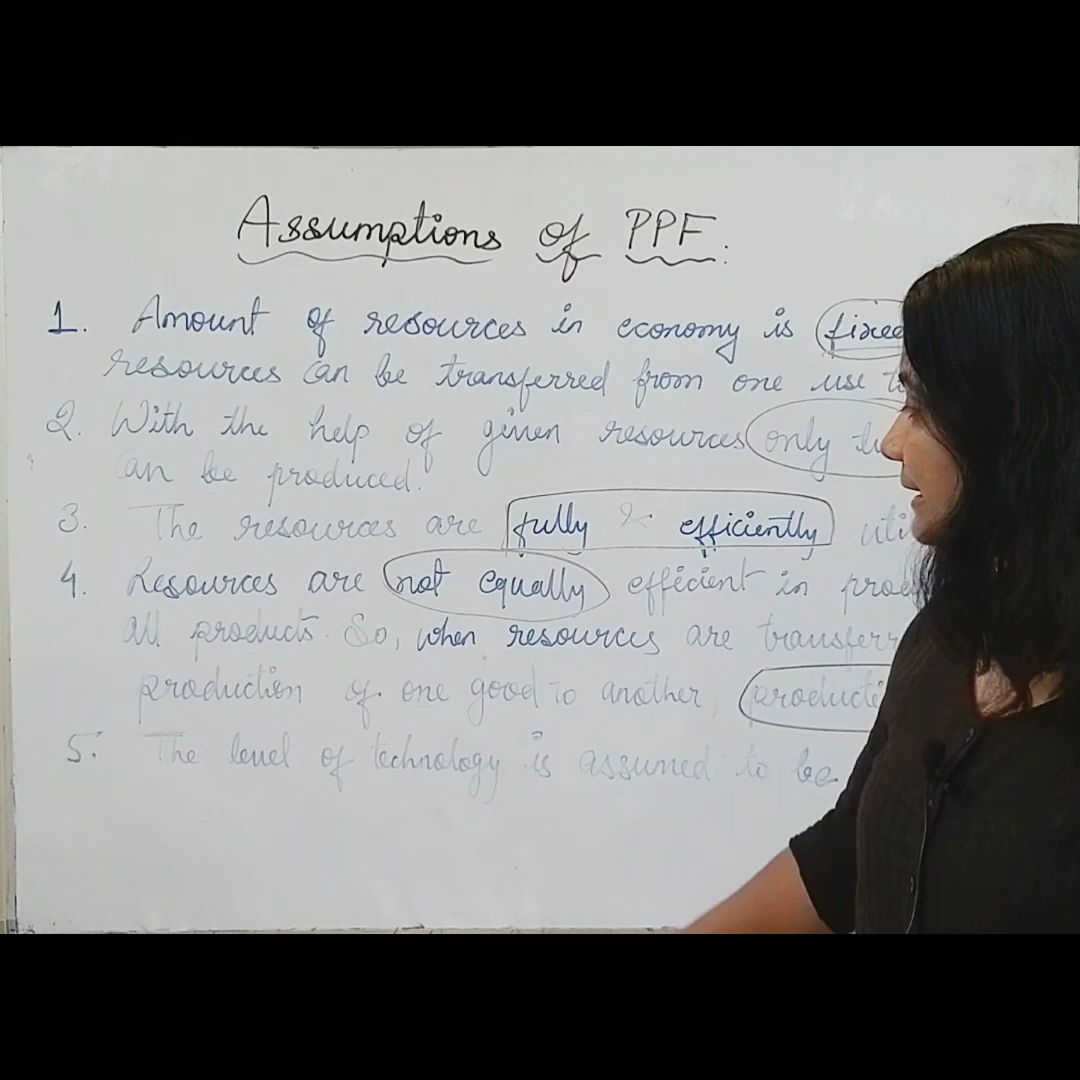 Assumptions of PPF.
1. Amount of resources in economy is
resources can be transferred from one use
2. With the help of given resources only
can be produced.
3. The resources are fully & efficiently
4. Resources are not equally efficient in
all products. So, when resources are
production of one good to another,
5. The level of technology is assumed to be